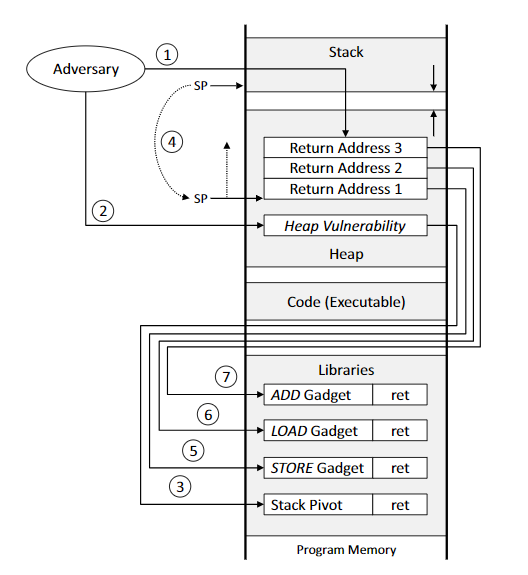 1
Stack
Adversary
SP
Return Address 3
4
Return Address 2
Return Address 1
SP
2
Heap Vulnerability
Heap
Code (Executable)
Libraries
7
ADD Gadget ret
6
LOAD Gadget ret
5
STORE Gadget ret
3
Stack Pivot ret
Program Memory